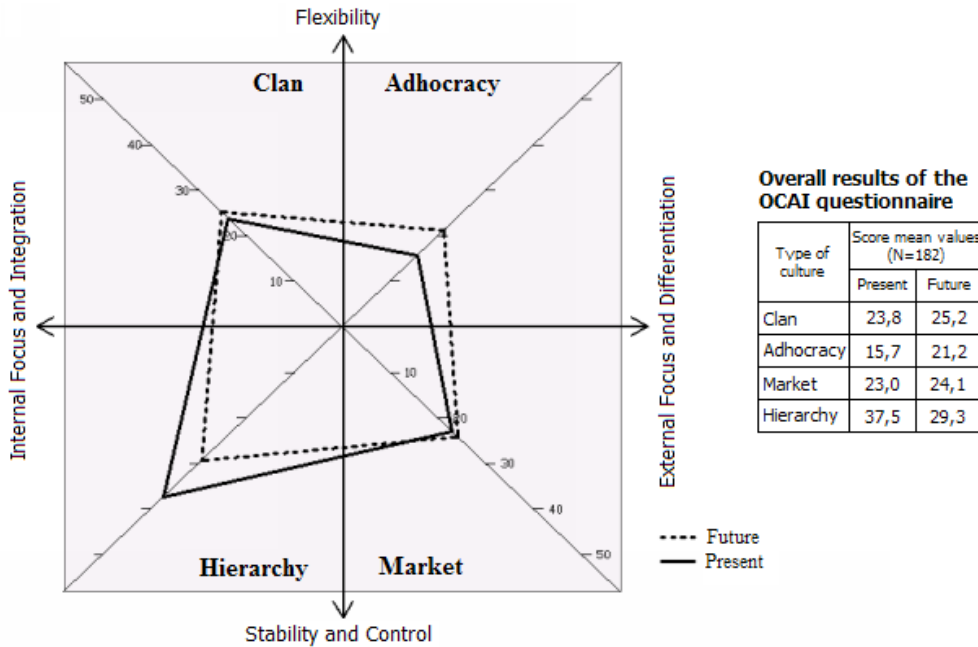 Flexibility
Clan
Adhocracy
50
40
30
20
10
10
20
30
40
50
Internal Focus and Integration
External Focus and Differentiation
Hierarchy
Market
Stability and Control
Overall results of the
OCAI questionnaire
Type of culture
Score mean values
(N=182)
Present Future
Clan 23,8 25,2
Adhocracy 15,7 21,2
Market 23,0 24,1
Hierarchy 37,5 29,3
Future
Present